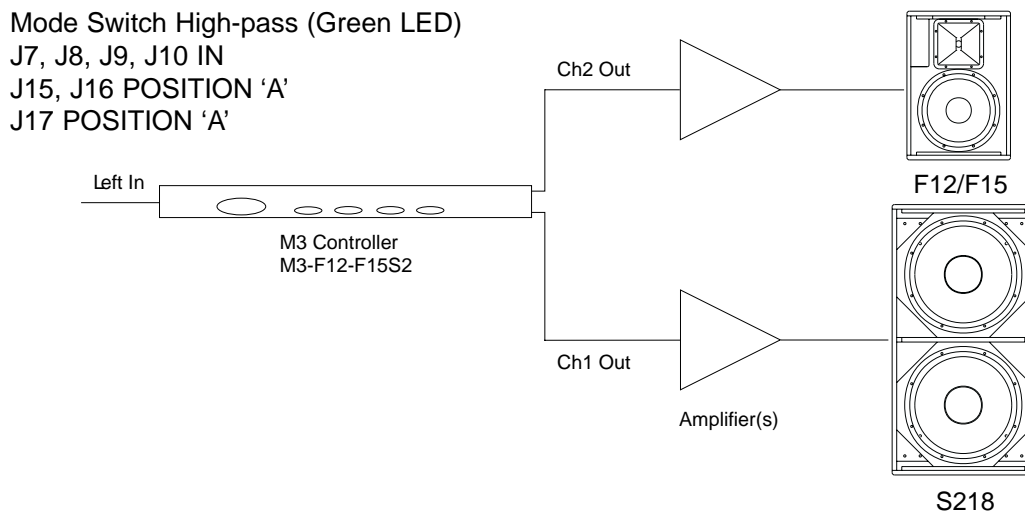 Mode Switch High-pass (Green LED)
J7, J8, J9, J10 IN
J15, J16 POSITION ‘A’
J17 POSITION ‘A’
Ch2 Out
Left In
F12/F15
M3 Controller
M3-F12-F15S2
Ch1 Out
Amplifier(s)
S218